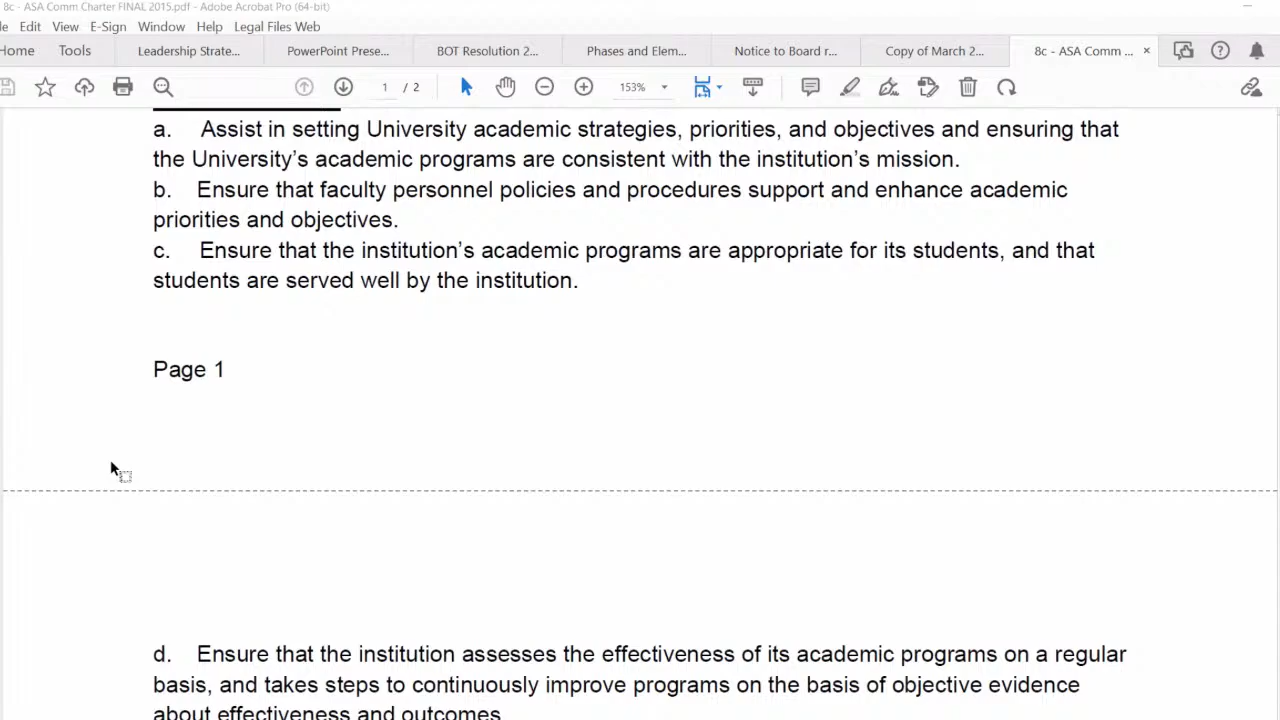 8c - ASA Comm Charter FINAL 2015.pdf - Adobe Acrobat Pro (64-bit)
Edit View E-Sign Window Help Legal Files Web
Home Tools Leadership Strate... PowerPoint Prese... BOT Resolution 2... Phases and Elem... Notice to Board r... Copy of March 2... 8c - ASA Comm ... ×
1 / 2 153%
a. Assist in setting University academic strategies, priorities, and objectives and ensuring that
the University's academic programs are consistent with the institution's mission.
b. Ensure that faculty personnel policies and procedures support and enhance academic
priorities and objectives.
c. Ensure that the institution's academic programs are appropriate for its students, and that
students are served well by the institution.
Page 1
d. Ensure that the institution assesses the effectiveness of its academic programs on a regular
basis, and takes steps to continuously improve programs on the basis of objective evidence
about effectiveness and outcomes